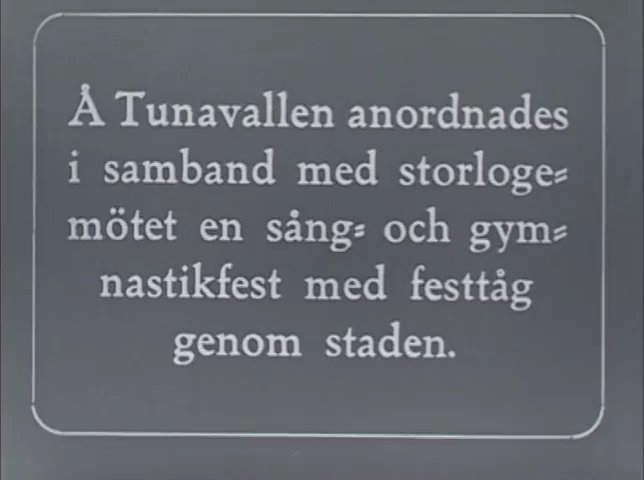 Å Tunavallen anordnades
i samband med storloge-
mötet en sång- och gym-
nastikfest med festtåg
genom staden.